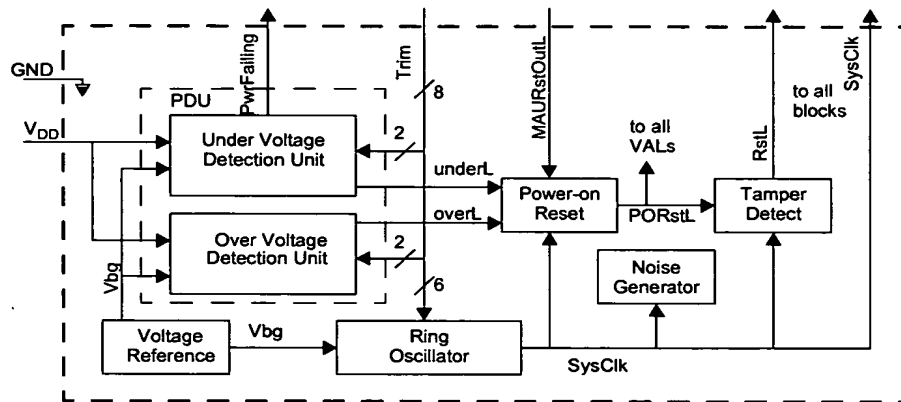 GND
V_DD
PDU
PwrFailing
Trim
8
MAURstOutL
RstL
to all
blocks
SysClk
Under Voltage
Detection Unit
2
underL
to all
VALs
Power-on
Reset
PORstL
Tamper
Detect
overL
Over Voltage
Detection Unit
2
6
Vbg
Noise
Generator
Voltage
Reference
Vbg
Ring
Oscillator
SysClk